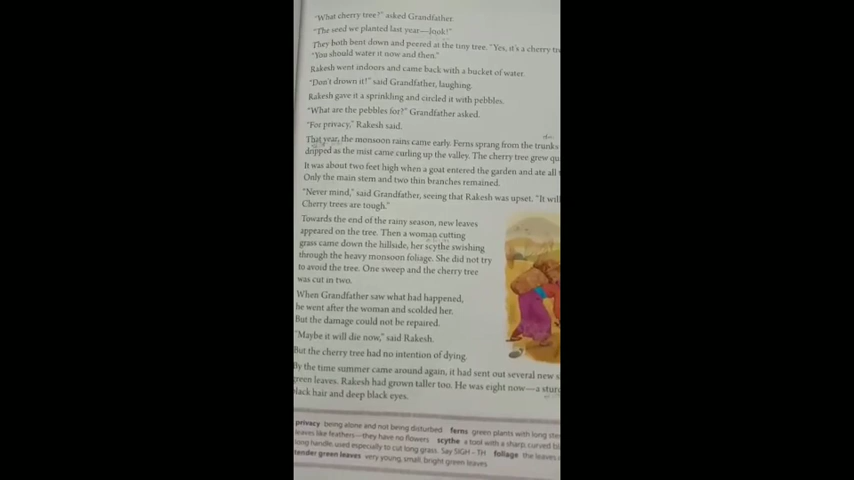 "What cherry tree?" asked Grandfather.
"The seed we planted last year—look!"
They both bent down and peered at the tiny tree. "Yes, it's a cherry
"You should water it now and then."
Rakesh went indoors and came back with a bucket of water.
"Don't drown it!" said Grandfather, laughing.
Rakesh gave it a sprinkling and circled it with pebbles.
"What are the pebbles for?" Grandfather asked.
"For privacy," Rakesh said.
That year, the monsoon rains came early. Ferns sprang from the trunks
dripped as the mist came curling up the valley. The cherry tree grew
It was about two feet high when a goat entered the garden and ate all
Only the main stem and two thin branches remained.
"Never mind," said Grandfather, seeing that Rakesh was upset. "It
Cherry trees are tough."
Towards the end of the rainy season, new leaves
appeared on the tree. Then a woman cutting
grass came down the hillside, her scythe swishing
through the heavy monsoon foliage. She did not try
to avoid the tree. One sweep and the cherry tree
was cut in two.
When Grandfather saw what had happened,
he went after the woman and scolded her.
But the damage could not be repaired.
"Maybe it will die now," said Rakesh.
But the cherry tree had no intention of dying.
By the time summer came around again, it had sent out several new
green leaves. Rakesh had grown taller too. He was eight now—a
black hair and deep black eyes.
privacy being alone and not being disturbed ferns green plants with long
leaves like feathers—they have no flowers scythe a tool with a sharp curved
long handle, used especially to cut long grass. Say SIGH - TH foliage the leaves
tender green leaves very young, small, bright green leaves